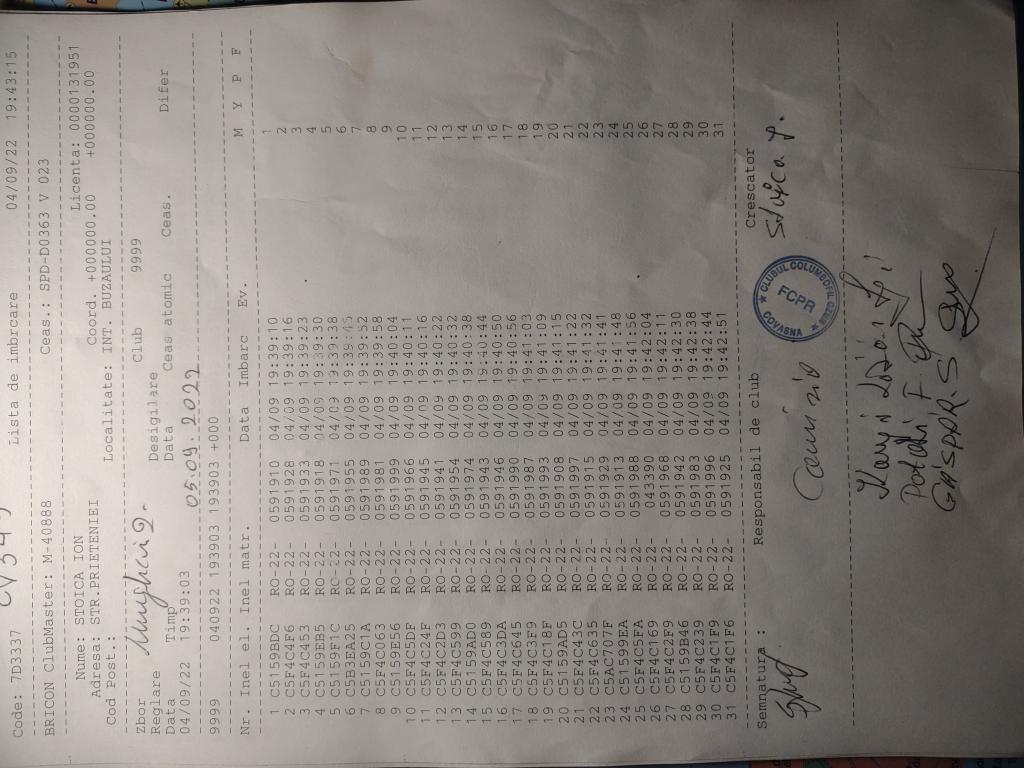 CV34J
Code: 7D3337 Lista de imbrcare 04/09/22 19:43:15
BRICON ClubMaster: M-40888 Ceas.: SPD-D0363 V 023
Nume: STOICA ION Licenta: 0000131951
Adresa: STR.PRIETENIEI Coord. +000000.00 +0000000.00
Cod Post.: Localitate: INT. BUZAULUI
Zbor Club 9999
Reglare Desigilare
Data Timp Data Ceas atomic Ceas. Difer
04/09/22 19:39:03 05.09.2022
9999 040922 193903 193903 +000
Nr. Inel el. Inel matr. Data Imbarc Ev. M Y P F
1 C5159BDC RO-22- 0591910 04/09 19:39:10 1
2 C5F4C4F6 RO-22- 0591928 04/09 19:39:16 2
3 C5F4C453 RO-22- 0591933 04/09 19:39:23 3
4 C5159EB5 RO-22- 0591918 04/09 19:39:30 4
5 C5159F1C RO-22- 0591971 04/09 19:39:38 5
6 C5B3EA25 RO-22- 0591955 04/09 19:39:45 6
7 C5159C1A RO-22- 0591989 04/09 19:39:52 7
8 C5F4C063 RO-22- 0591981 04/09 19:39:58 8
9 C5159E56 RO-22- 0591999 04/09 19:40:04 9
10 C5F4C5DF RO-22- 0591966 04/09 19:40:11 10
11 C5F4C24F RO-22- 0591945 04/09 19:40:16 11
12 C5F4C2D3 RO-22- 0591941 04/09 19:40:22 12
13 C5F4C599 RO-22- 0591954 04/09 19:40:32 13
14 C5159AD0 RO-22- 0591974 04/09 19:40:38 14
15 C5F4C589 RO-22- 0591943 04/09 19:40:44 15
16 C5F4C3DA RO-22- 0591946 04/09 19:40:50 16
17 C5F4C645 RO-22- 0591990 04/09 19:40:56 17
18 C5F4C3F9 RO-22- 0591987 04/09 19:41:03 18
19 C5F4C18F RO-22- 0591993 04/09 19:41:09 19
20 C5159AD5 RO-22- 0591908 04/09 19:41:15 20
21 C5F4C43C RO-22- 0591997 04/09 19:41:22 21
22 C5F4C635 RO-22- 0591915 04/09 19:41:32 22
23 C5AC707F RO-22- 0591929 04/09 19:41:41 23
24 C51599EA RO-22- 0591913 04/09 19:41:48 24
25 C5F4C5FA RO-22- 0591988 04/09 19:41:56 25
26 C5F4C169 RO-22- 043390 04/09 19:42:04 26
27 C5F4C2F9 RO-22- 0591968 04/09 19:42:11 27
28 C5159B46 RO-22- 0591942 04/09 19:42:30 28
29 C5F4C239 RO-22- 0591987 04/09 19:42:38 29
30 C5F4C1F9 RO-22- 0591996 04/09 19:42:44 30
31 C5F4C1F6 RO-22- 0591925 04/09 19:42:51 31
Semnatura : Responsabil de club Crescator
Stoica I.
CLUBUL COLUMBOFIL
FCPR
COVASNA
GÁSPÁR. S